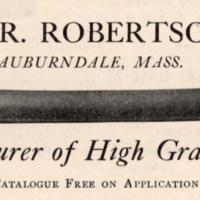 R. ROBERTSO
AUBURNDALE, MASS.
urer of High Gra
CATALOGUE FREE ON APPLICATION